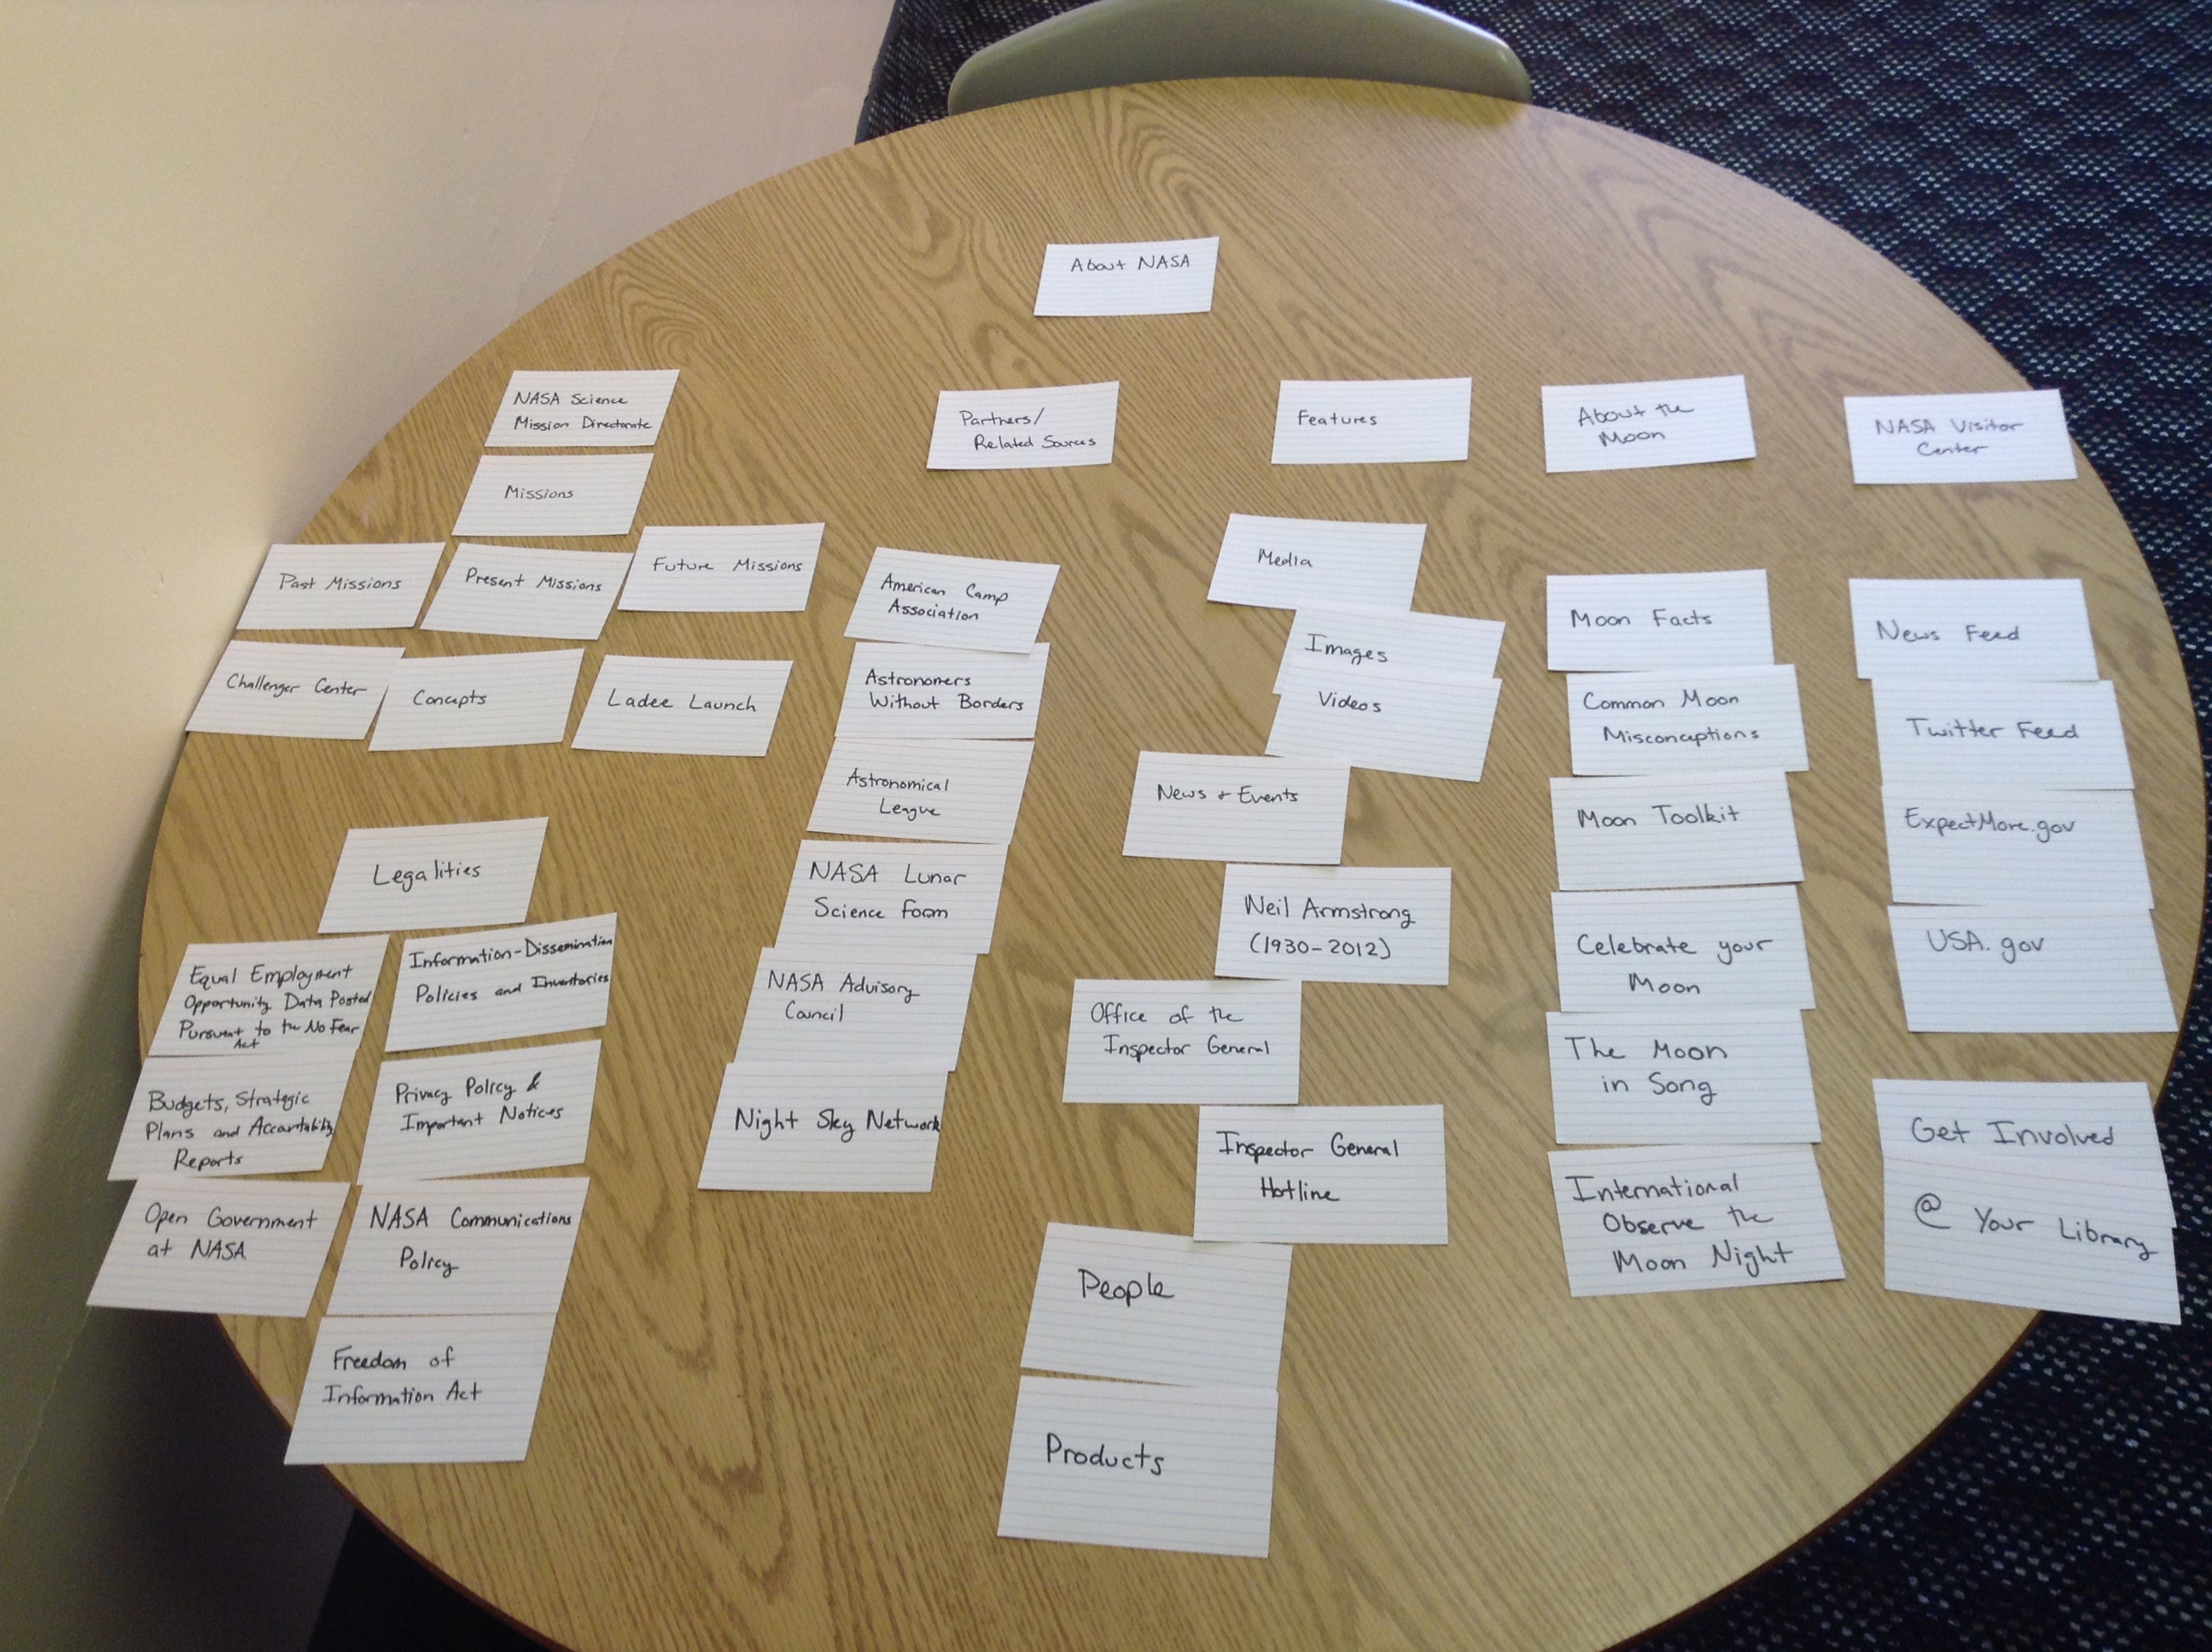 About NASA
NASA Science
Mission Directorate
Missions
Past Missions
Present Missions
Future Missions
Challenger Center
Concepts
Ladee Launch
Legalities
Equal Employment
Opportunity Data Posted
Pursuant to the No Fear
Act
Budgets, Strategic
Plans and Accountability
Reports
Open Government
at NASA
Information-Dissemination
Policies and Inventories
Privacy Policy &
Important Notices
NASA Communications
Policy
Freedom of
Information Act
Partners/
Related Sources
American Camp
Association
Astronomers
Without Borders
Astronomical
League
NASA Lunar
Science Forum
NASA Advisory
Council
Night Sky Network
Features
Media
Images
Videos
News & Events
Neil Armstrong
(1930-2012)
Office of the
Inspector General
Inspector General
Hotline
People
Products
About the
Moon
Moon Facts
Common Moon
Misconceptions
Moon Toolkit
Celebrate your
Moon
The Moon
in Song
International
Observe the
Moon Night
NASA Visitor
Center
News Feed
Twitter Feed
ExpectMore.gov
USA.gov
Get Involved
@ Your Library